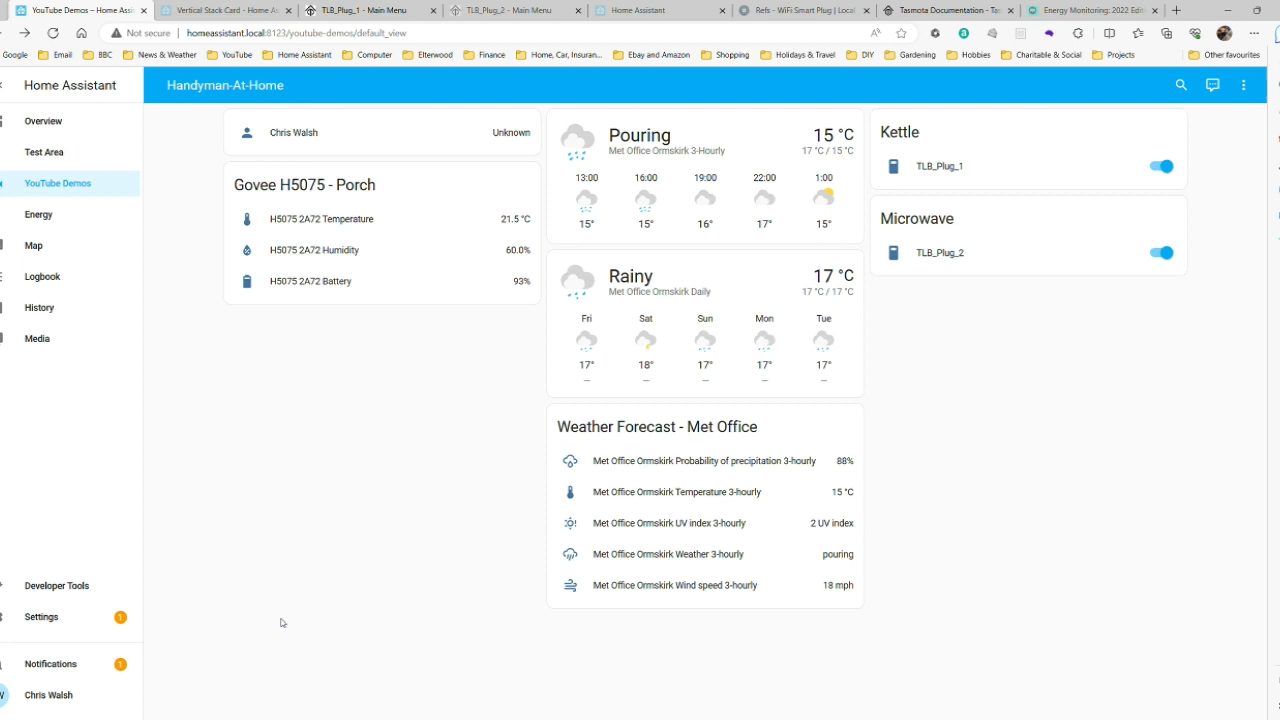 YouTube Demos – Home Assis
Vertical Stack Card - Home As
TLB_Plug_1 - Main Menu
TLB_Plug_2 - Main Menu
Home Assistant
Refs - WiFi Smart Plug | Local
Tasmota Documentation - Tas
Energy Monitoring: 2022 Editi
Not secure
homeassistant.local:8123/youtube-demos/default_view
Google
Email
BBC
News & Weather
YouTube
Home Assistant
Computer
Elterwood
Finance
Home, Car, Insuran...
Ebay and Amazon
Shopping
Holidays & Travel
DIY
Gardening
Hobbies
Charitable & Social
Projects
Other favourites
Home Assistant
Handyman-At-Home
Overview
Test Area
YouTube Demos
Energy
Map
Logbook
History
Media
Developer Tools
Settings
1
Notifications
1
W
Chris Walsh
Chris Walsh
Unknown
Govee H5075 - Porch
H5075 2A72 Temperature
21.5 °C
H5075 2A72 Humidity
60.0%
H5075 2A72 Battery
93%
Pouring
15 °C
Met Office Ormskirk 3-Hourly
17 °C / 15 °C
13:00 16:00 19:00 22:00 1:00
15° 15° 16° 17° 15°
Rainy
17 °C
Met Office Ormskirk Daily
17 °C / 17 °C
Fri Sat Sun Mon Tue
17° 18° 17° 17° 17°
– – – – –
Weather Forecast - Met Office
Met Office Ormskirk Probability of precipitation 3-hourly
88%
Met Office Ormskirk Temperature 3-hourly
15 °C
Met Office Ormskirk UV index 3-hourly
2 UV index
Met Office Ormskirk Weather 3-hourly
pouring
Met Office Ormskirk Wind speed 3-hourly
18 mph
Kettle
TLB_Plug_1
Microwave
TLB_Plug_2